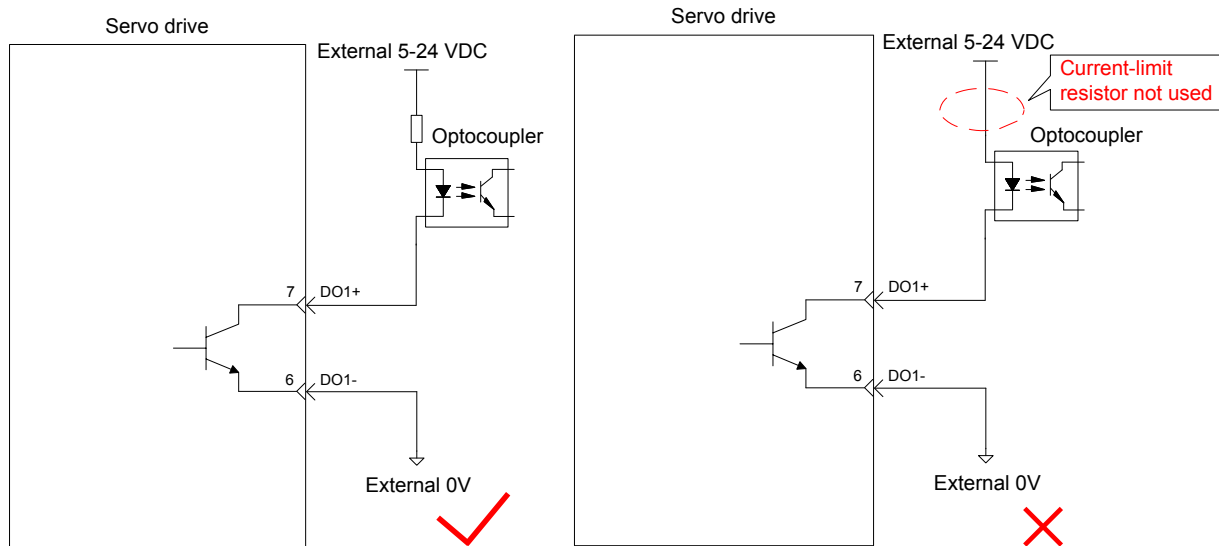 Servo drive
External 5-24 VDC
Optocoupler
7
DO1+
6
DO1-
External 0V
Servo drive
External 5-24 VDC
Current-limit
resistor not used
Optocoupler
7
DO1+
6
DO1-
External 0V